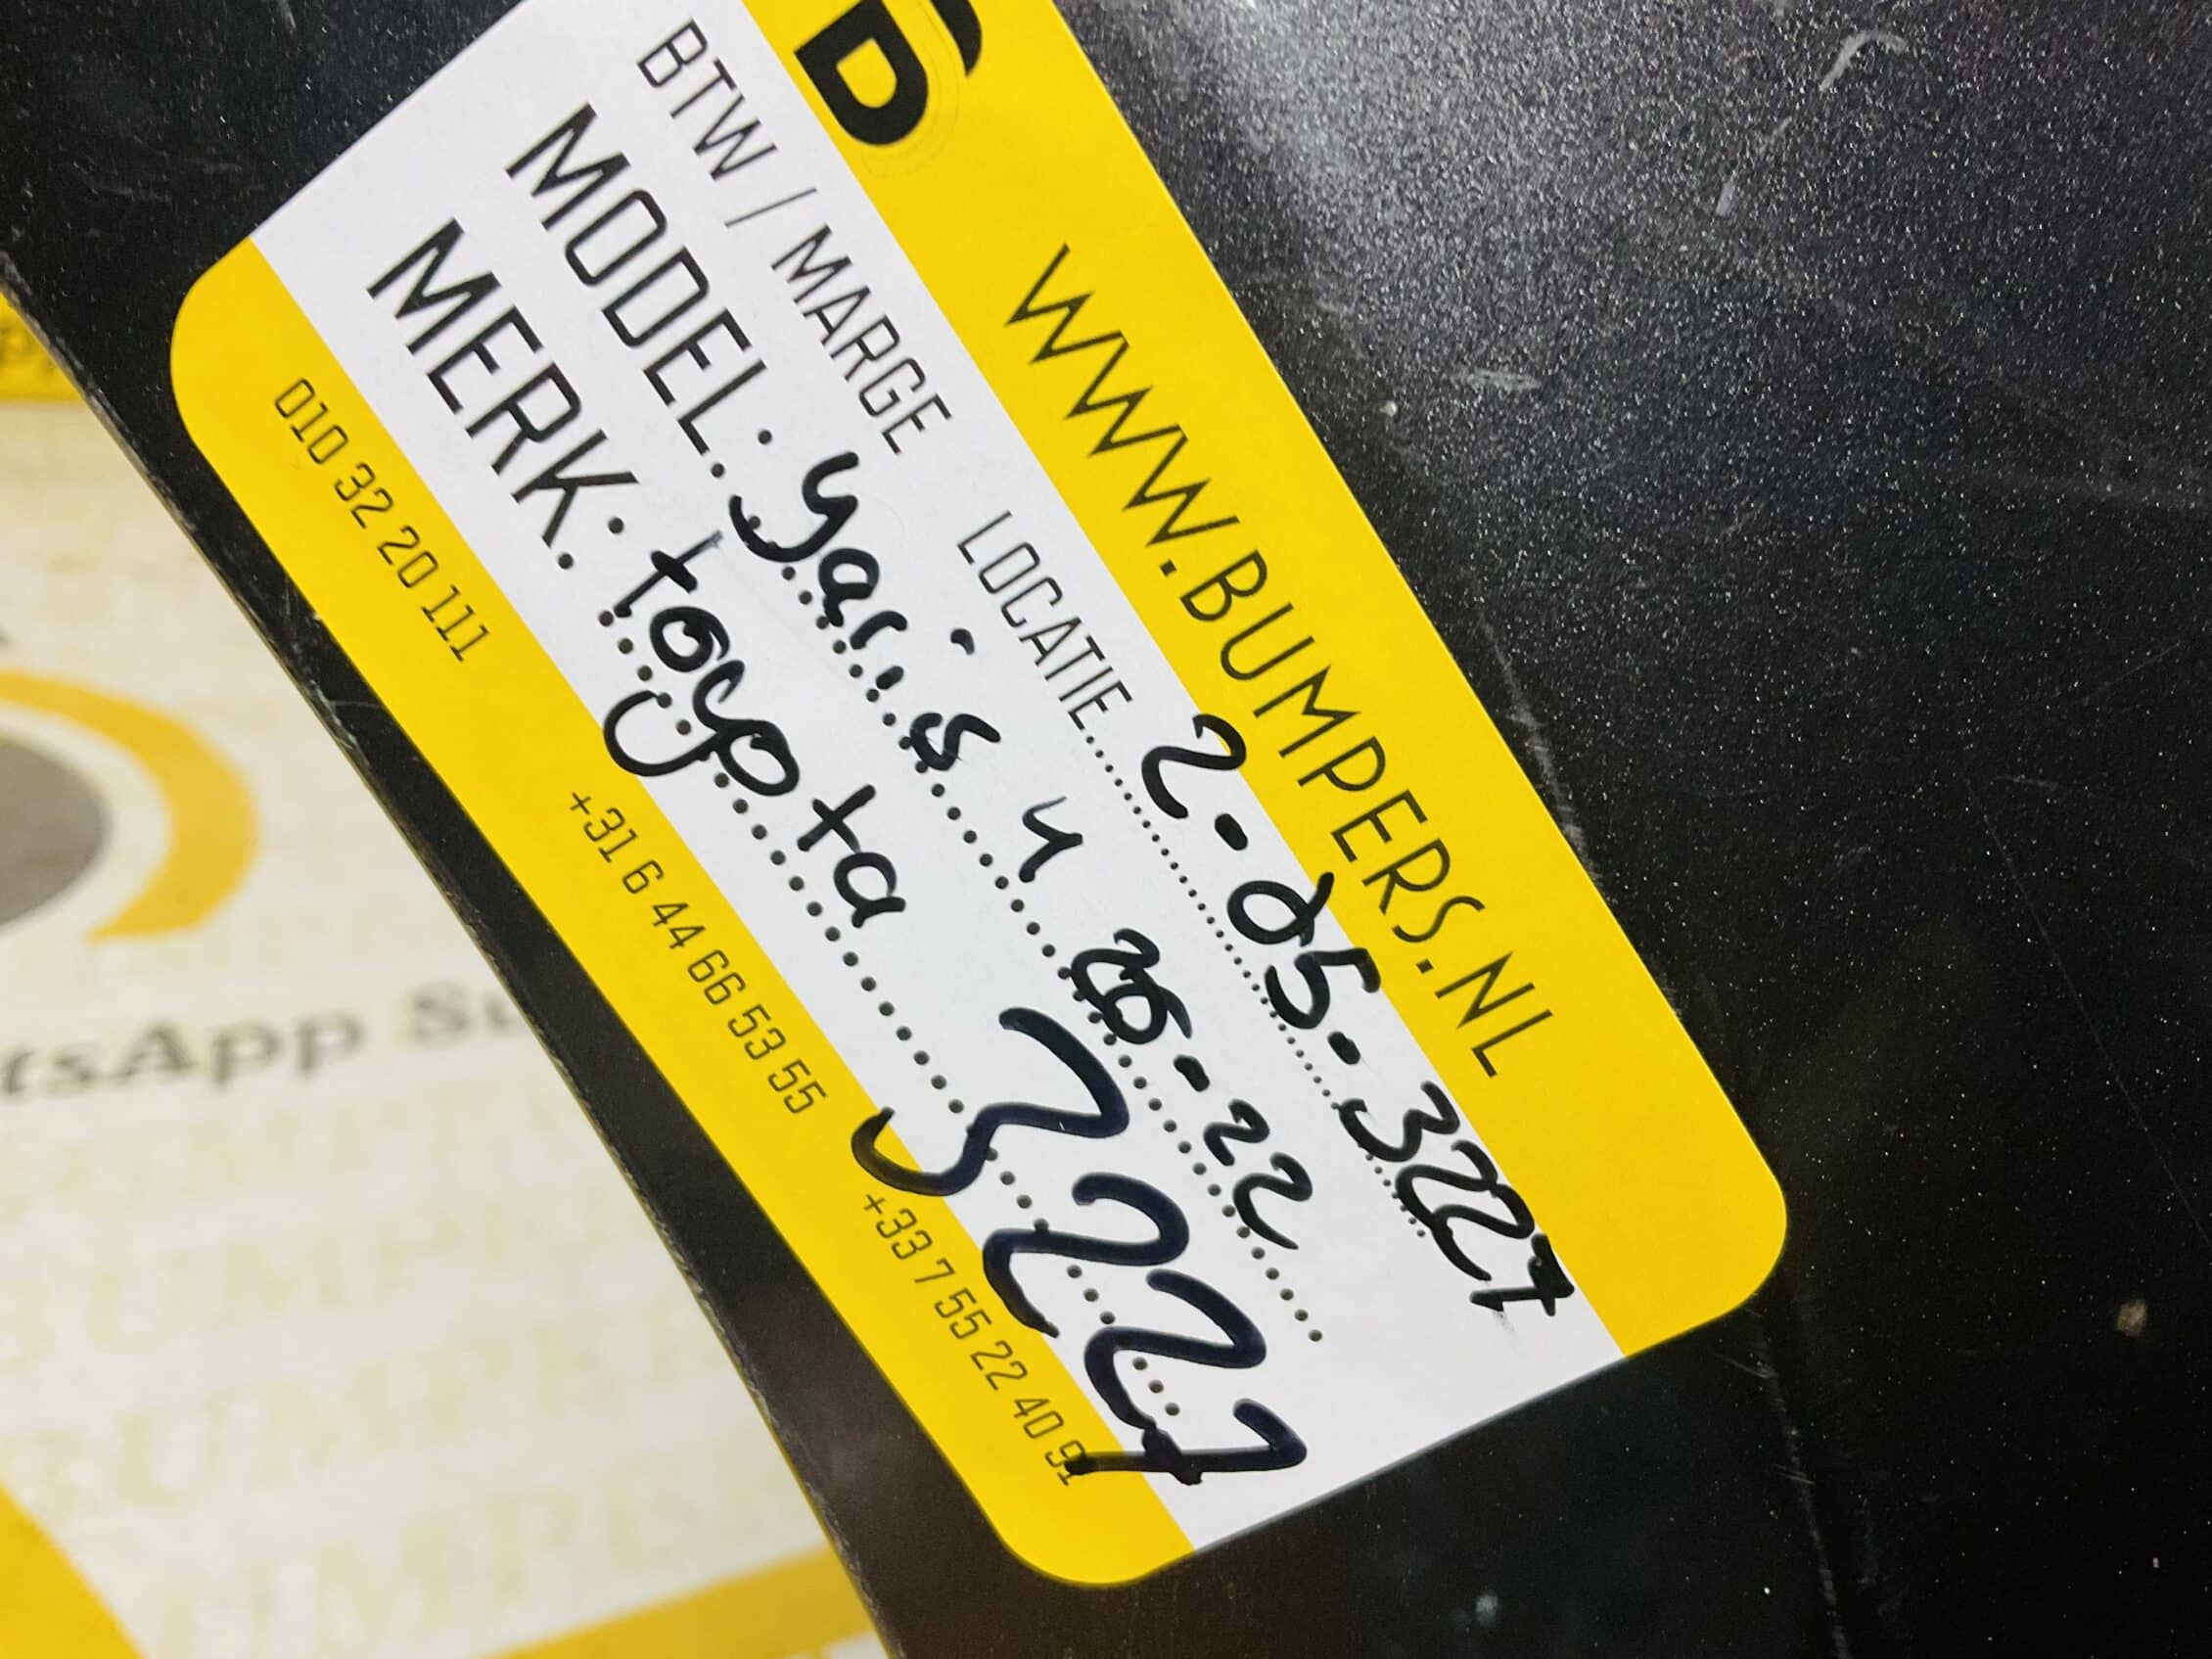 WWW.BUMPERS.NL
BTW / MARGE LOCATIE 2-05-3227
MODEL: yaris 4 20-22
MERK: toyota 3227
010 32 20 111 +31 6 44 66 53 55 +33 7 55 22 40 91